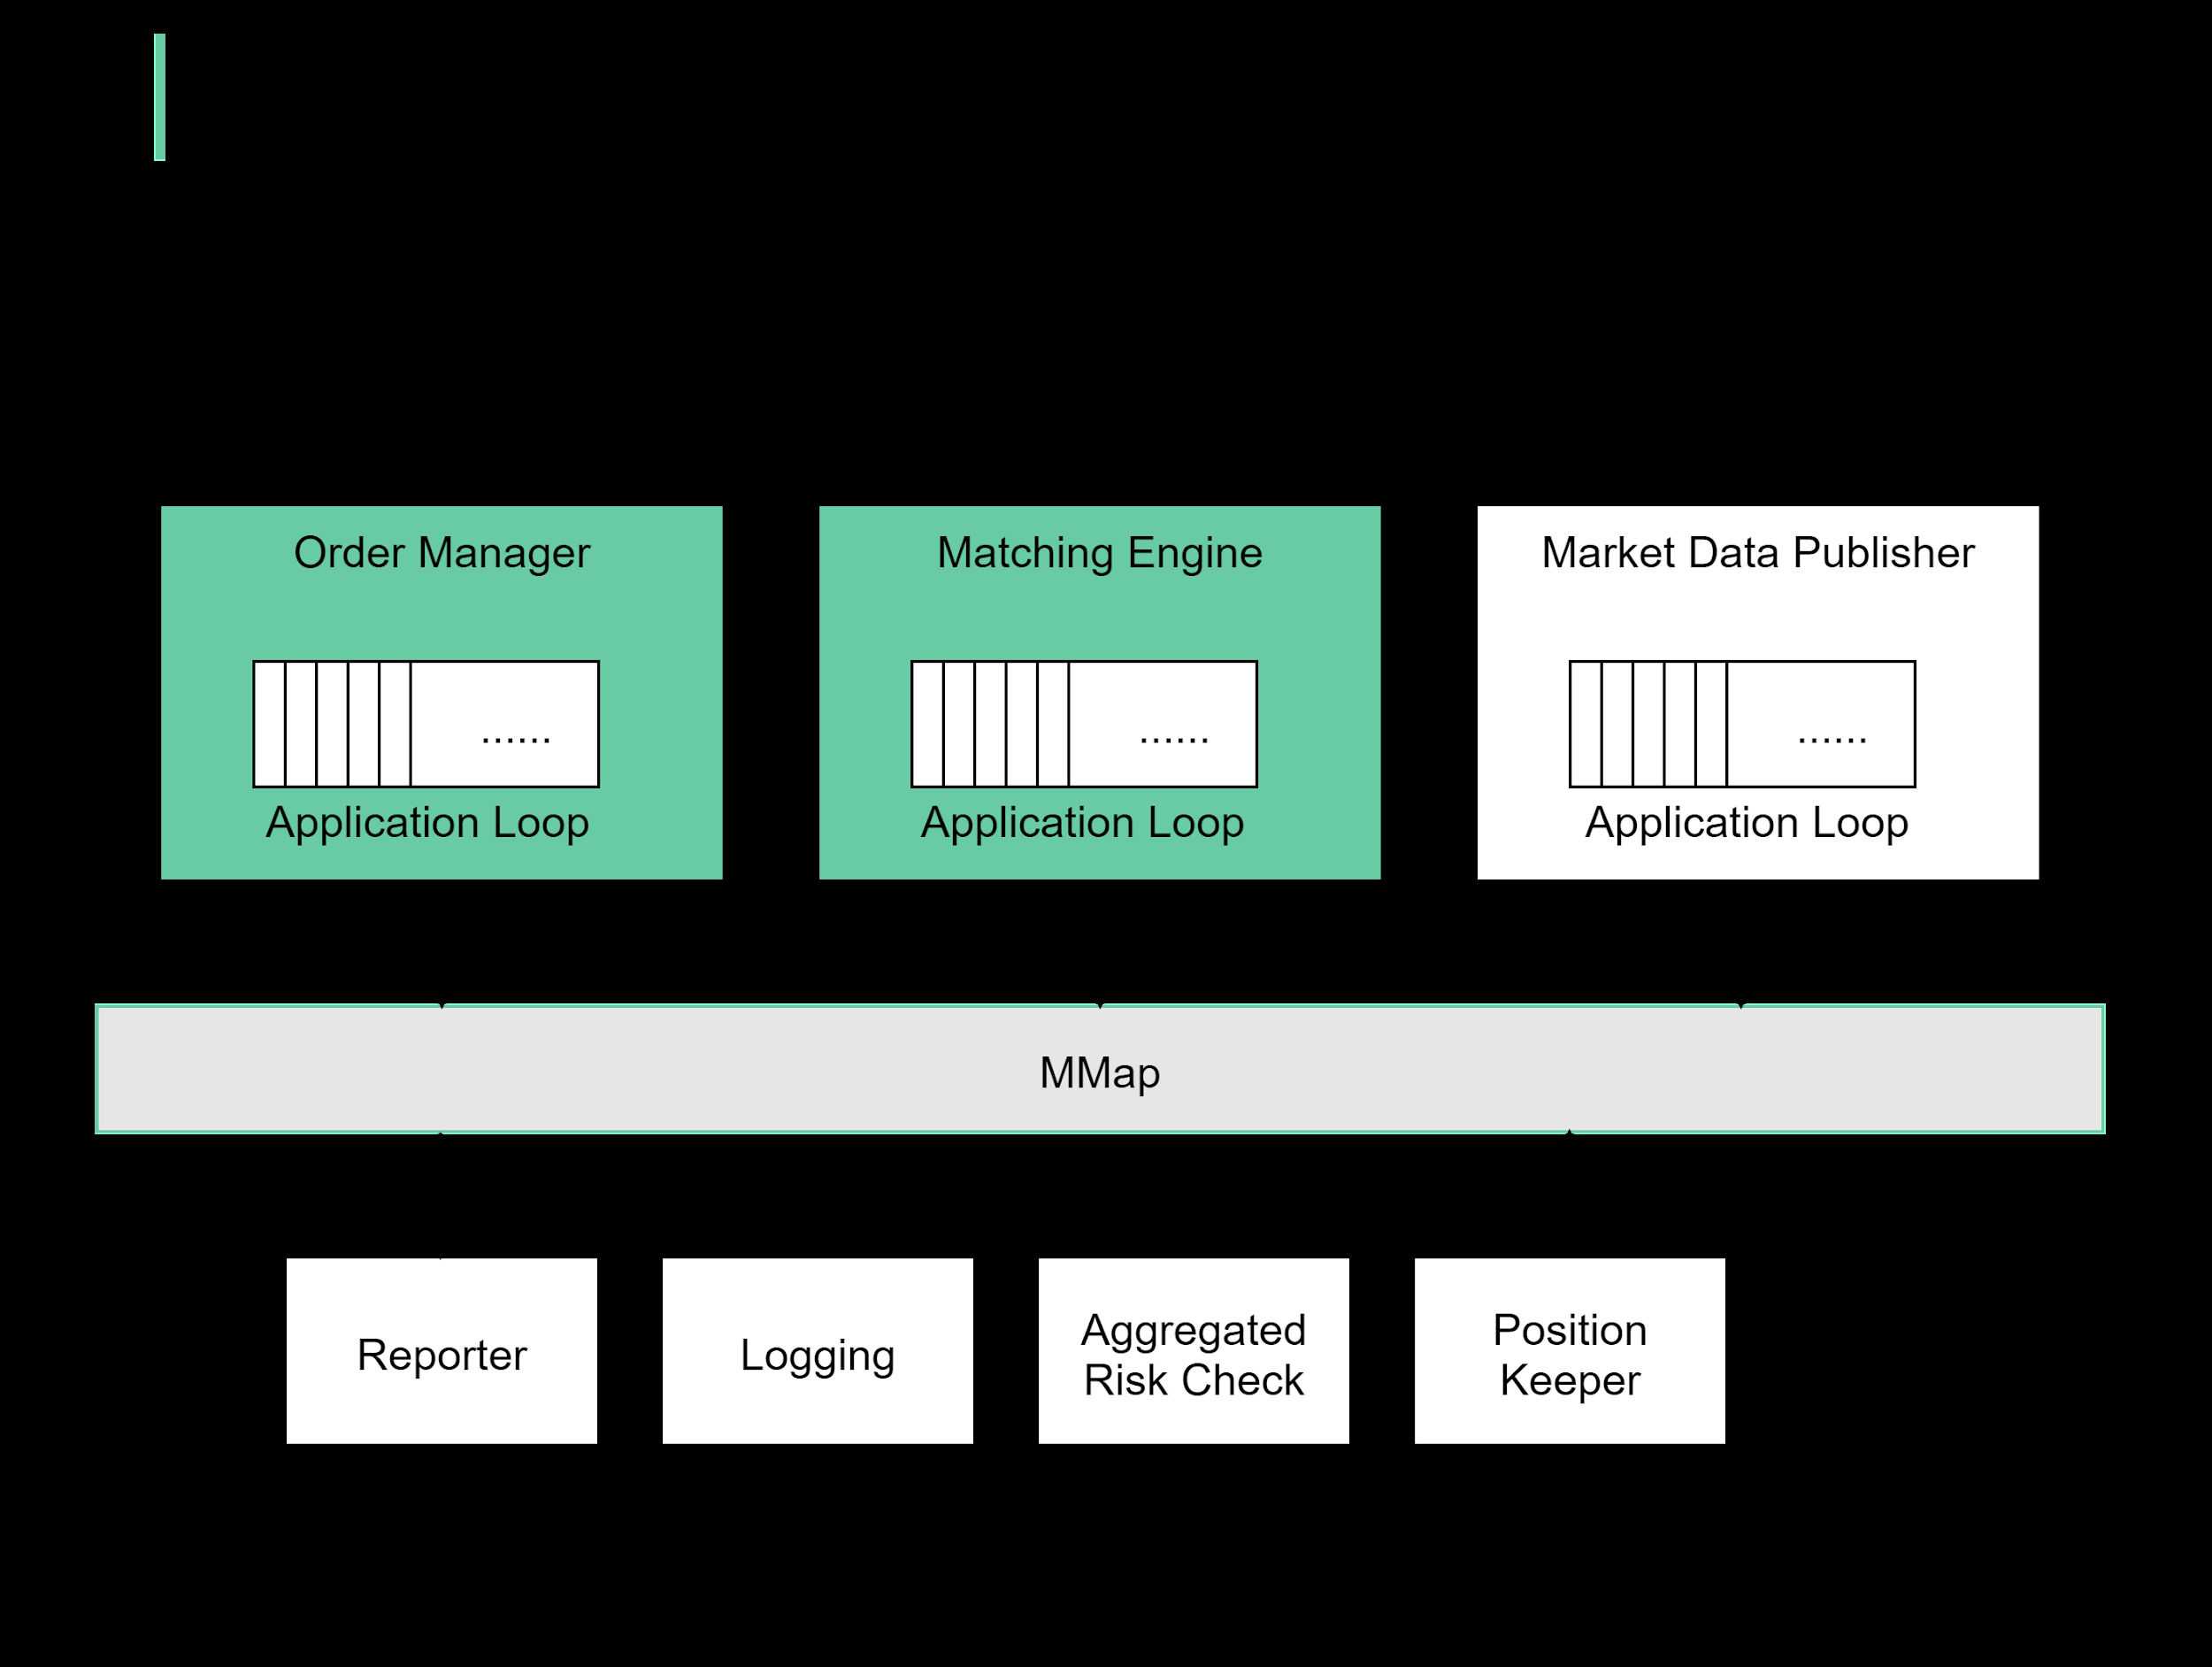 Order Manager
Matching Engine
Market Data Publisher
......
......
......
Application Loop
Application Loop
Application Loop
MMap
Reporter
Logging
Aggregated
Risk Check
Position
Keeper